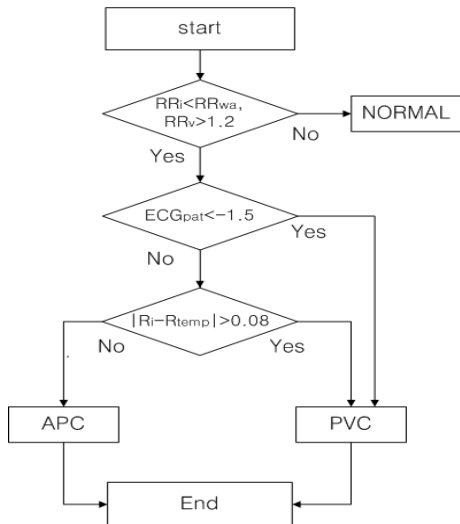 start
RRi<RRwa,
RRv>1.2
NORMAL
No
Yes
ECGpat<-1.5
Yes
No
|Ri-Rtemp|>0.08
No
Yes
APC
PVC
End